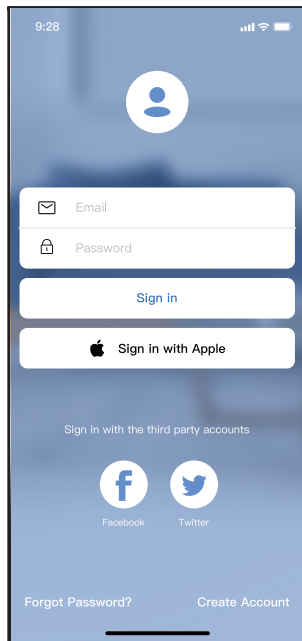 9:28
Email
Password
Sign in
Sign in with Apple
Sign in with the third party accounts
Facebook
Twitter
Forgot Password?
Create Account